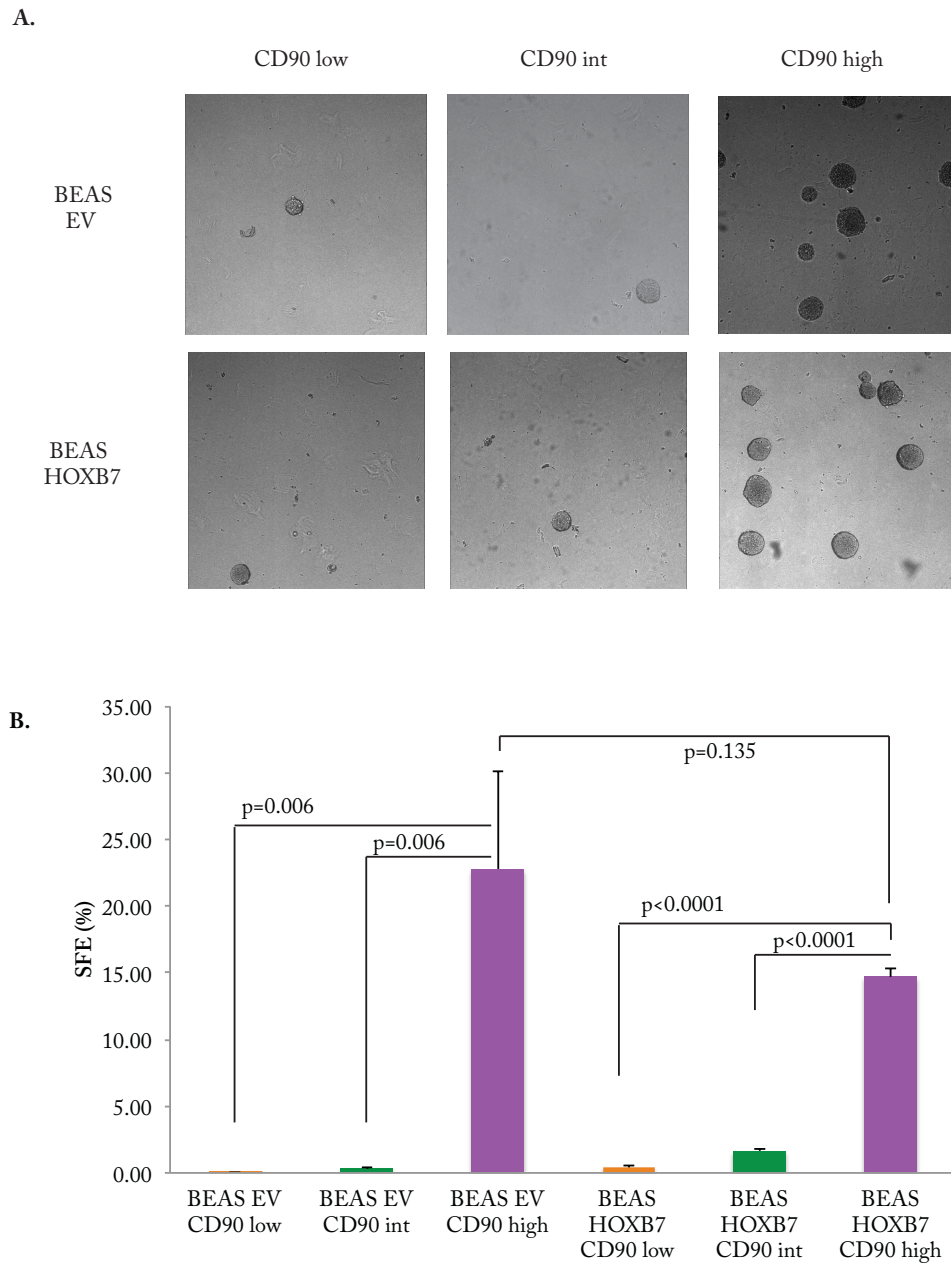 A.
CD90 low
CD90 int
CD90 high
BEAS
EV
BEAS
HOXB7
B.
SFE (%)
35.00
30.00
25.00
20.00
15.00
10.00
5.00
0.00
p=0.135
p=0.006
p=0.006
p<0.0001
p<0.0001
BEAS EV
CD90 low
BEAS EV
CD90 int
BEAS EV
CD90 high
BEAS
HOXB7
CD90 low
BEAS
HOXB7
CD90 int
BEAS
HOXB7
CD90 high